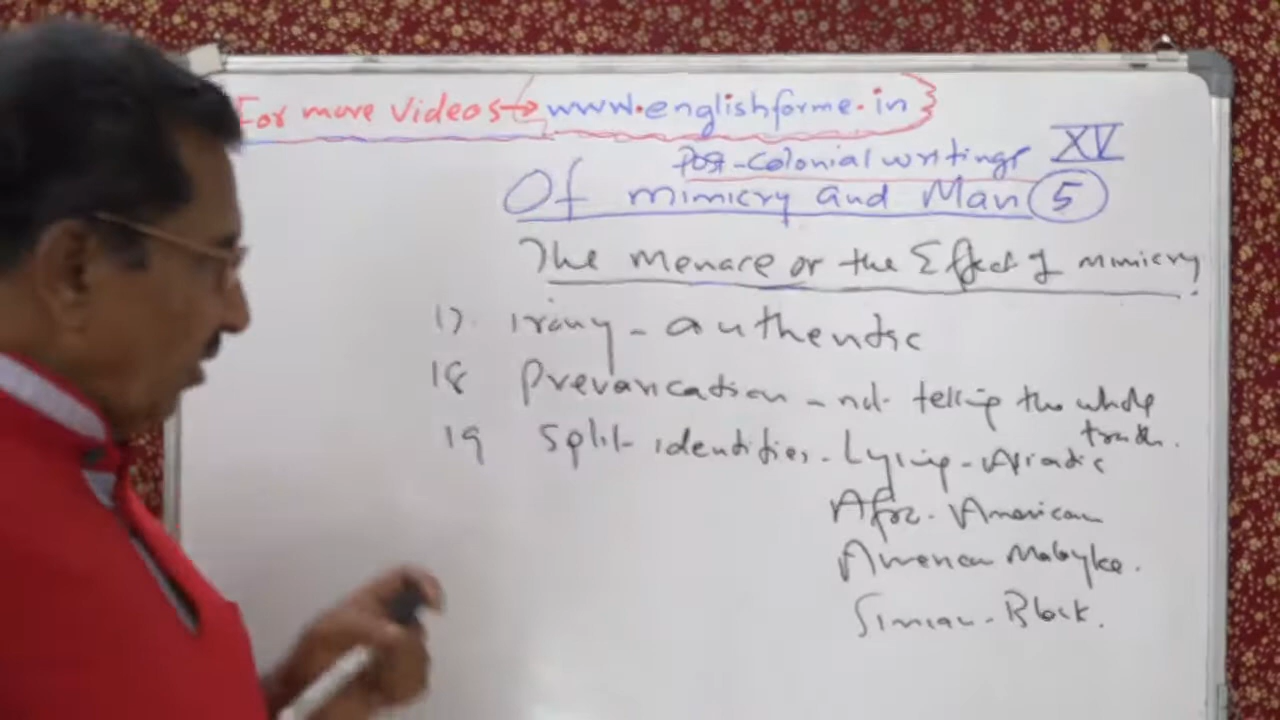 For more Videos → www.englishforme.in
Post-Colonial writings XV
Of mimicry and Man 5
The Menace or the Effect of mimicry
17. Irony - authentic
18 Prevarication - not telling the whole
truth.
19 Split identities. Lying - Asiatic
Afro. American
Simian - Black.